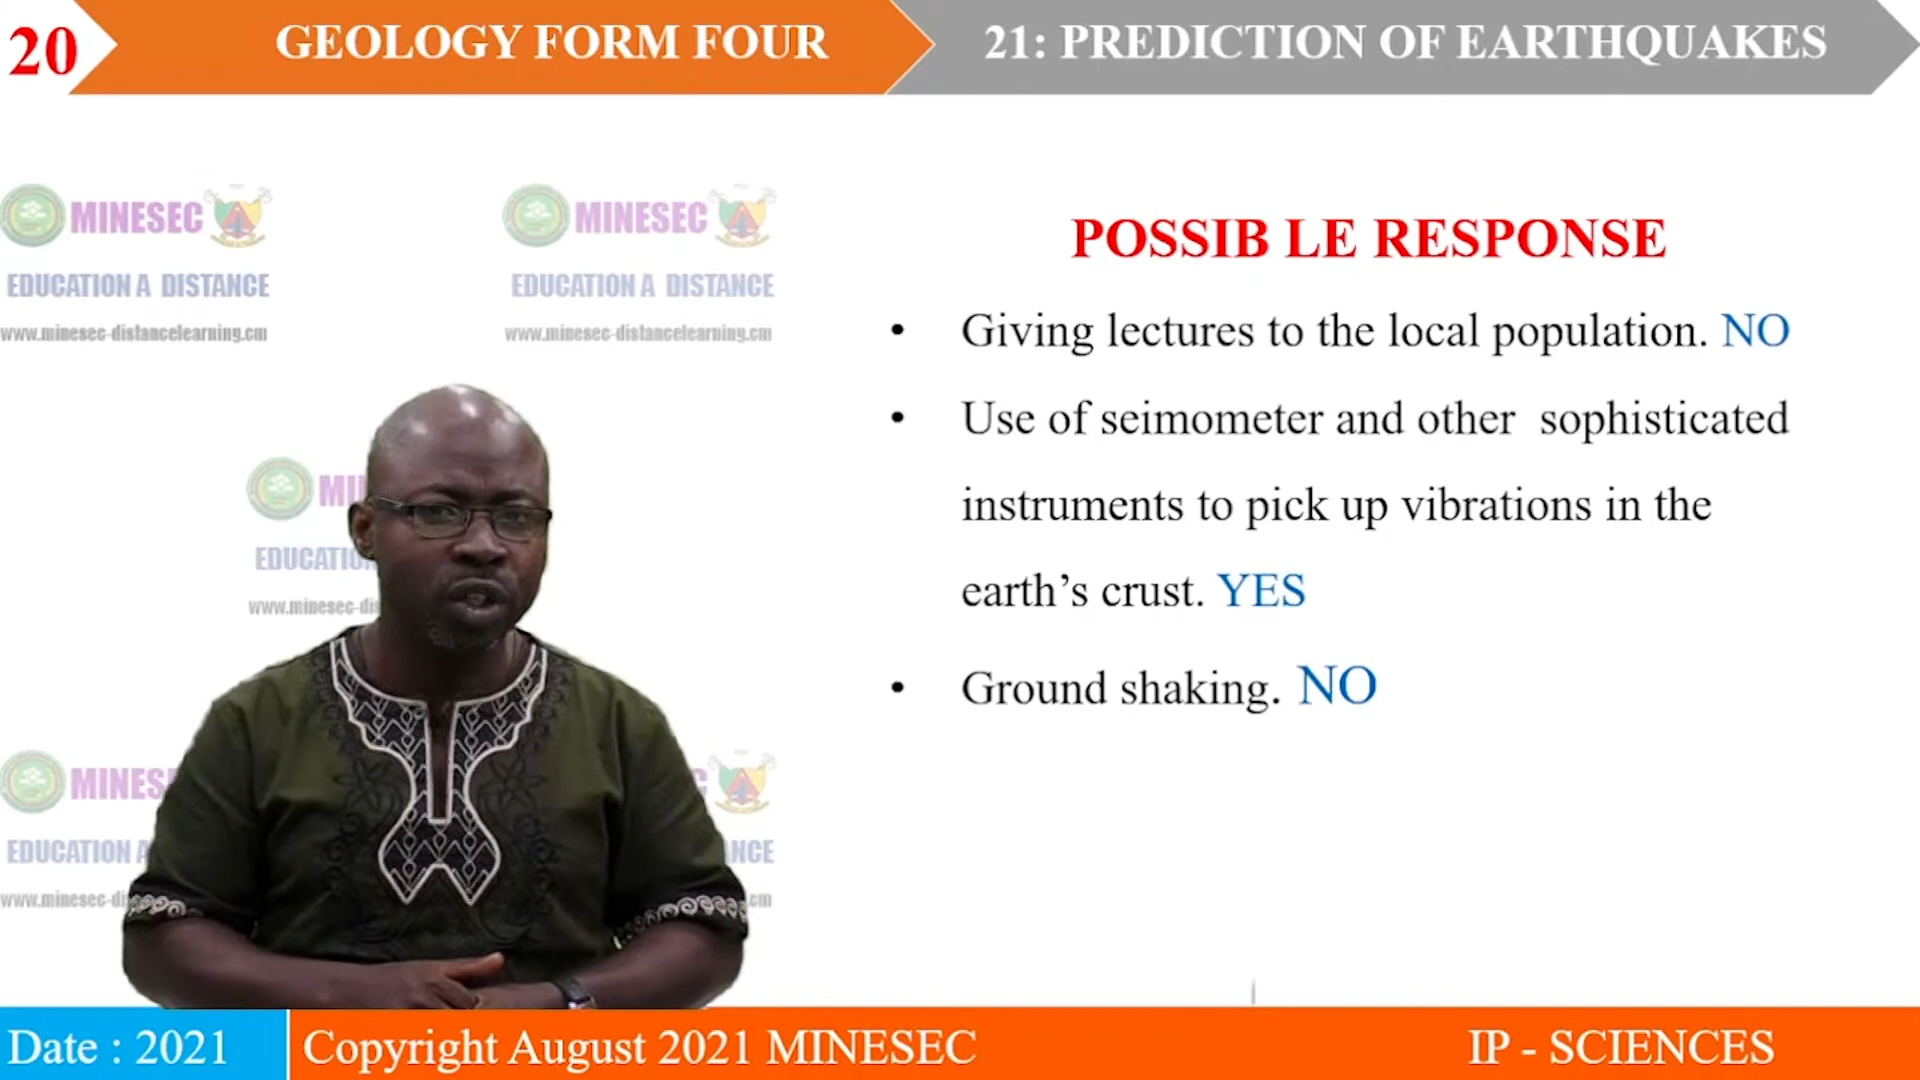 20
GEOLOGY FORM FOUR
21: PREDICTION OF EARTHQUAKES
MINESEC
EDUCATION A DISTANCE
www.minesec-distancelearning.cm
MINESEC
EDUCATION A DISTANCE
www.minesec-distancelearning.cm
POSSIB LE RESPONSE
• Giving lectures to the local population. NO
• Use of seimometer and other sophisticated
instruments to pick up vibrations in the
earth's crust. YES
• Ground shaking. NO
Date : 2021
Copyright August 2021 MINESEC
IP - SCIENCES